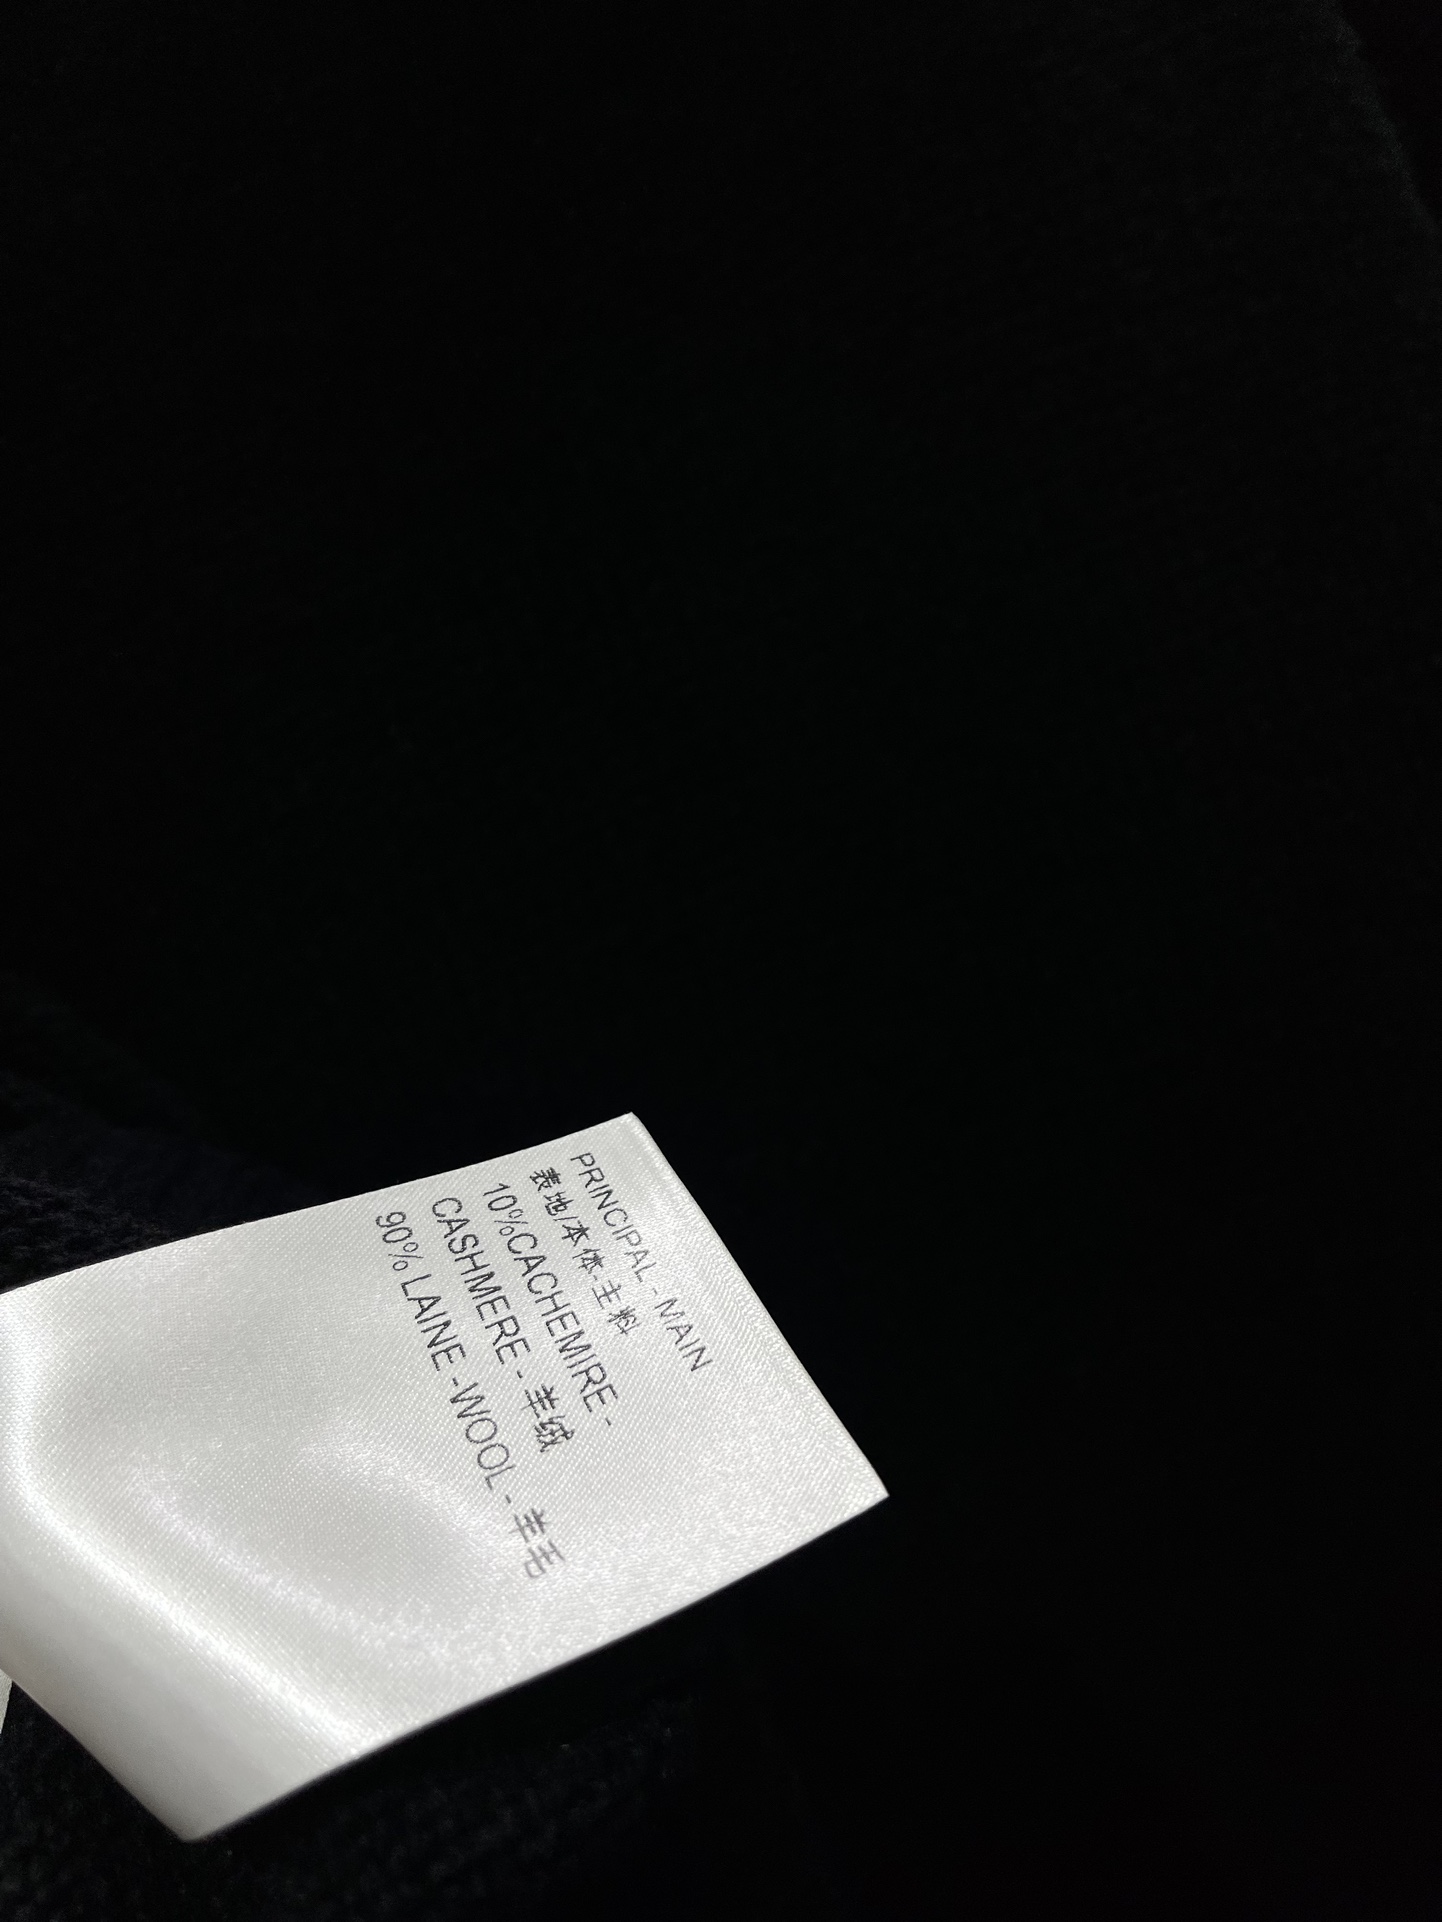 PRINCIPAL - MAIN
表地/本体-主料
10%CACHEMIRE -
CASHMERE - 羊绒
90% LAINE -WOOL - 羊毛